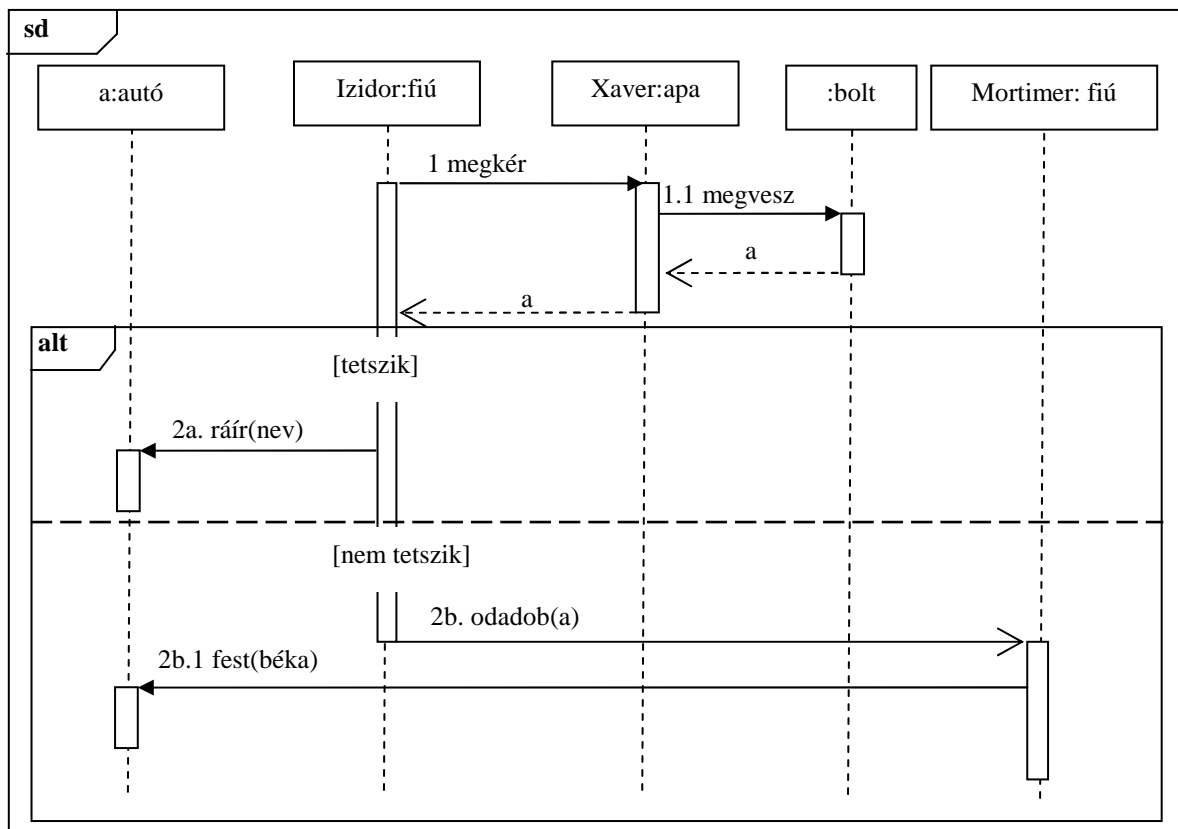 sd
a:autó
Izidor:fiú
Xaver:apa
:bolt
Mortimer: fiú
1 megkér
1.1 megvesz
a
a
alt
[tetszik]
2a. ráír(nev)
[nem tetszik]
2b. odadob(a)
2b.1 fest(béka)